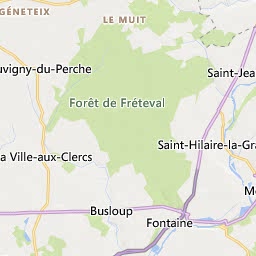 GÉNETEIX
LE MUIT
uvigny-du-Perche
Saint-Jea
Forêt de Fréteval
Saint-Hilaire-la-Gra
a Ville-aux-Clercs
Mo
Busloup
Fontaine